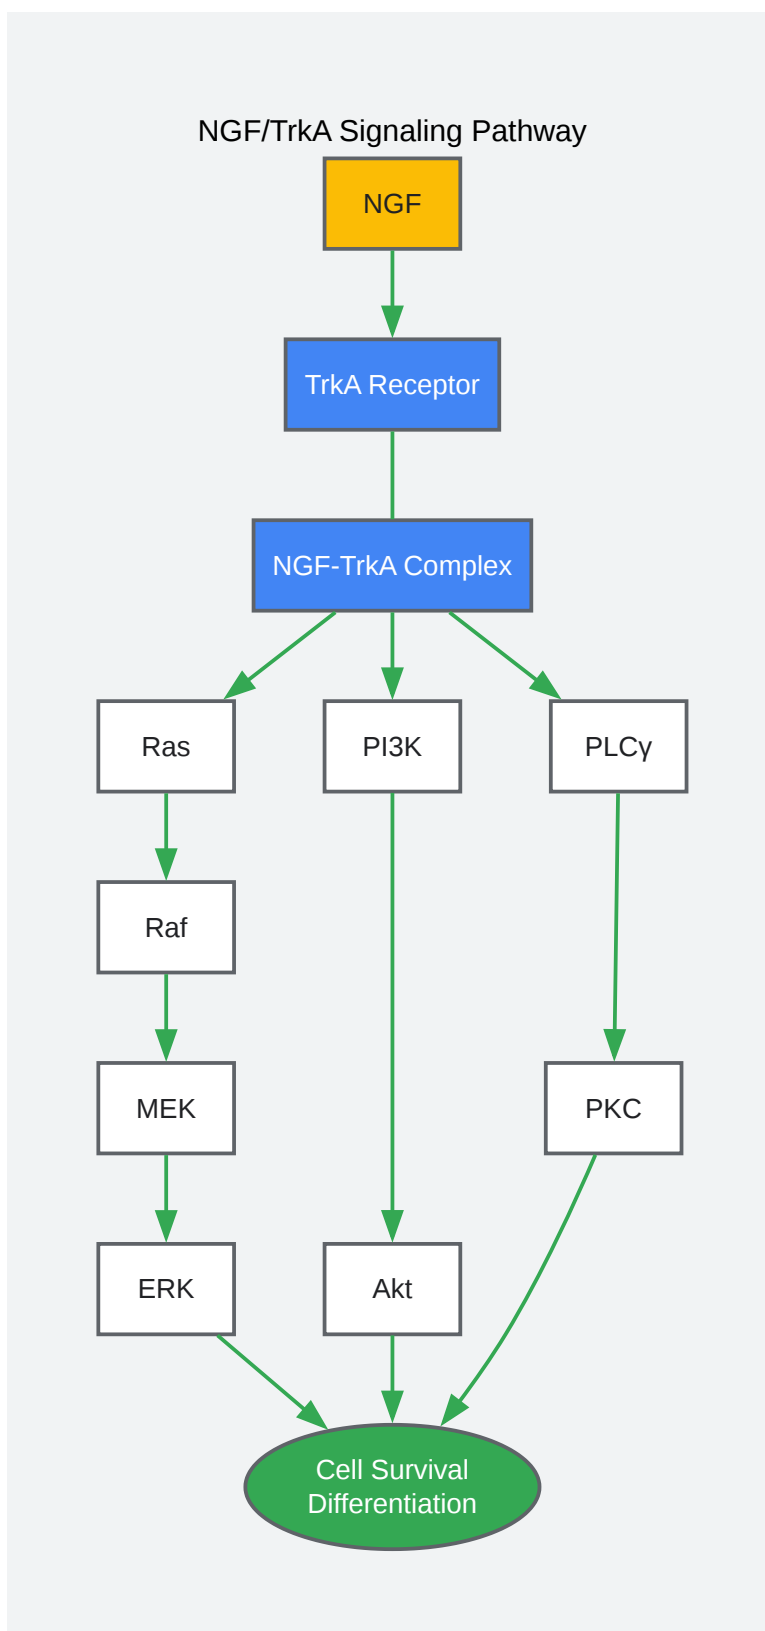 NGF/TrkA Signaling Pathway
NGF
TrkA Receptor
NGF-TrkA Complex
Ras
PI3K
PLCγ
Raf
MEK
PKC
ERK
Akt
Cell Survival
Differentiation